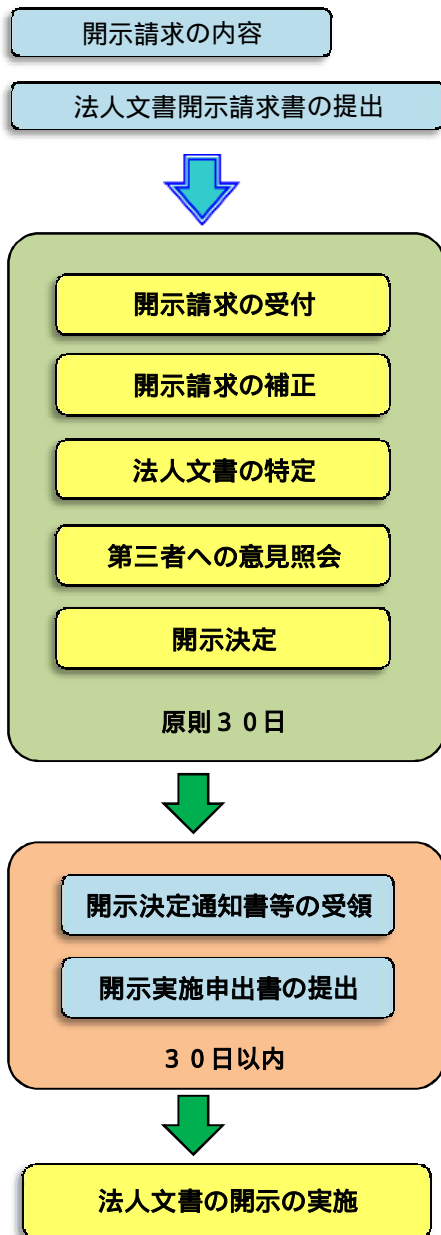 開示請求の内容
法人文書開示請求書の提出
開示請求の受付
開示請求の補正
法人文書の特定
第三者への意見照会
開示決定
原則３０日
開示決定通知書等の受領
開示実施申出書の提出
３０日以内
法人文書の開示の実施